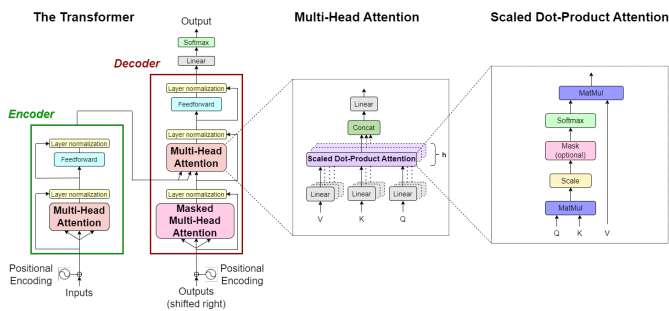 The Transformer
Output
Softmax
Linear
Decoder
Layer normalization
Feedforward
Layer normalization
Multi-Head
Attention
Layer normalization
Masked
Multi-Head
Attention
Positional
Encoding
Outputs
(shifted right)
Encoder
Layer normalization
Feedforward
Layer normalization
Multi-Head
Attention
Positional
Encoding
Inputs
Multi-Head Attention
Linear
Concat
Scaled Dot-Product Attention
h
Linear
Linear
Linear
V
K
Q
Scaled Dot-Product Attention
MatMul
Softmax
Mask
(optional)
Scale
MatMul
Q
K
V